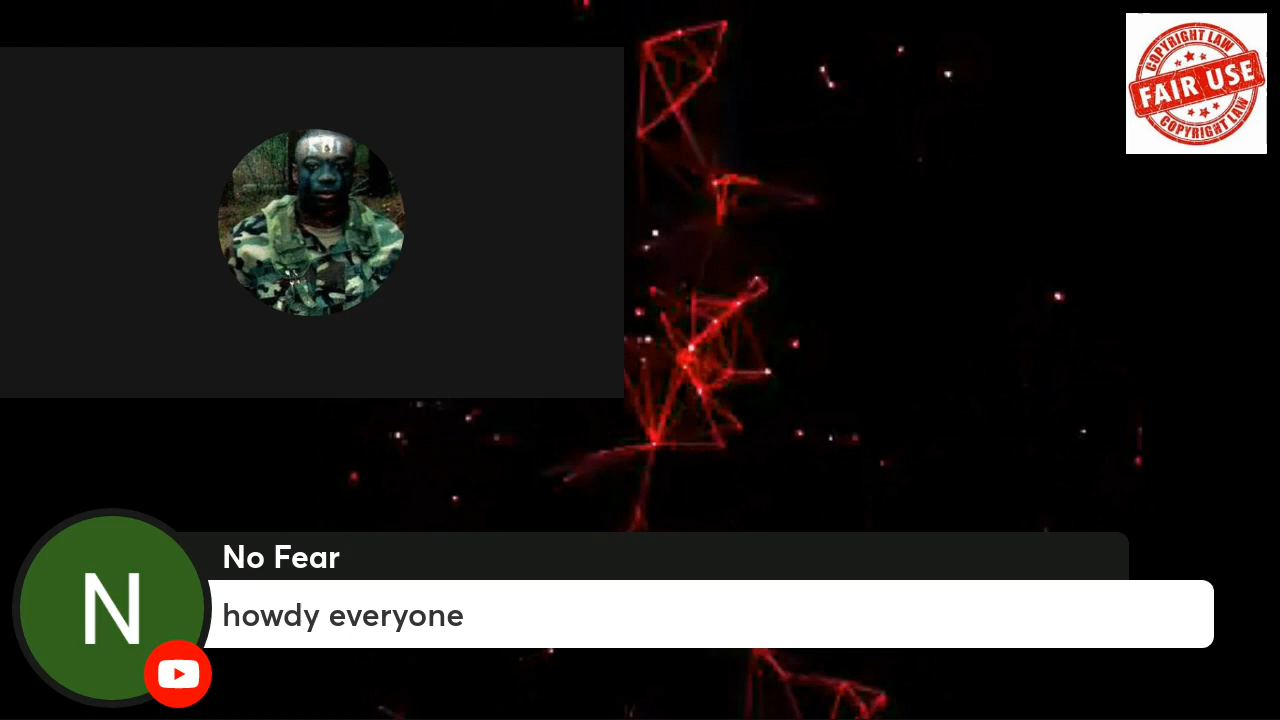 COPYRIGHT LAW
FAIR USE
COPYRIGHT LAW
No Fear
howdy everyone
N